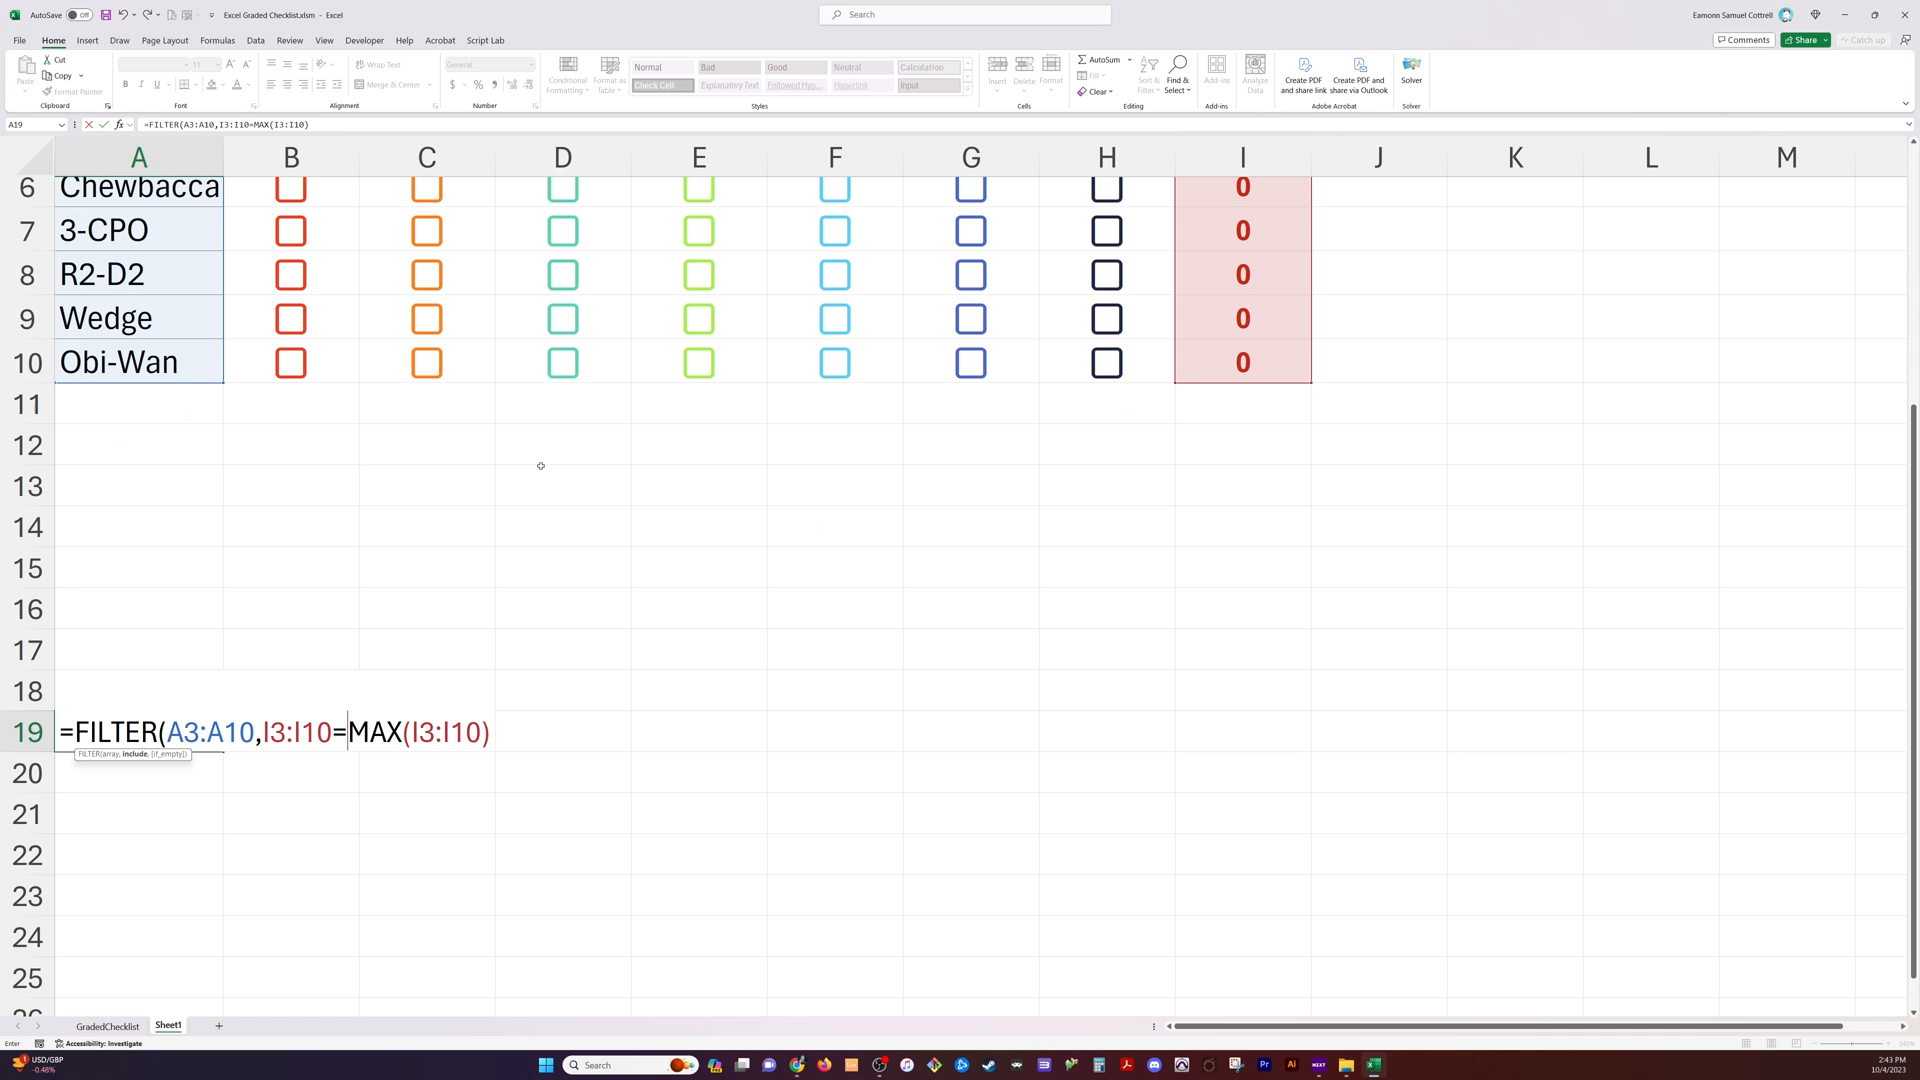 AutoSave Off Excel Graded Checklist.xlsm - Excel Search Eamonn Samuel Cottrell
File Home Insert Draw Page Layout Formulas Data Review View Developer Help Acrobat Script Lab Comments Share Catch up
Paste Cut Copy Format Painter Clipboard
11 B I U A Font
Wrap Text Merge & Center Alignment
General $ % Number
Conditional Formatting Format as Table
Normal Bad Good Neutral Calculation
Check Cell Explanatory Text Followed Hyp... Hyperlink Input
Styles
Insert Delete Format Cells
AutoSum Fill Clear Sort & Filter Find & Select Editing
Add-ins Add-ins
Analyze Data
Create PDF and share link Create PDF and share via Outlook Adobe Acrobat
Solver Solver
A19 fx =FILTER(A3:A10,I3:I10=MAX(I3:I10)
A B C D E F G H I J K L M
6 Chewbacca 0
7 3-CPO 0
8 R2-D2 0
9 Wedge 0
10 Obi-Wan 0
11
12
13
14
15
16
17
18
19 =FILTER(A3:A10,I3:I10=MAX(I3:I10)
FILTER(array, include, [if_empty])
20
21
22
23
24
25
GradedChecklist Sheet1
Enter Accessibility: Investigate
USD/GBP
-0.48%
Search
2:43 PM
10/4/2023